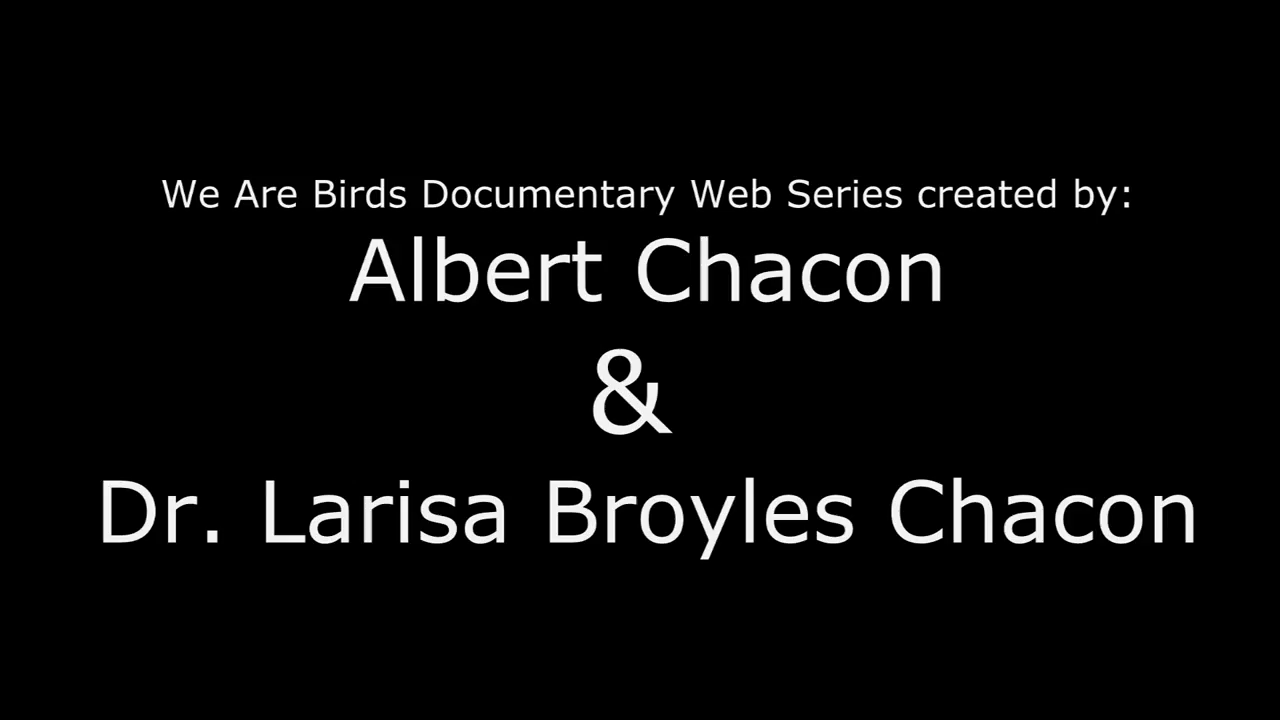 We Are Birds Documentary Web Series created by:
Albert Chacon
&
Dr. Larisa Broyles Chacon